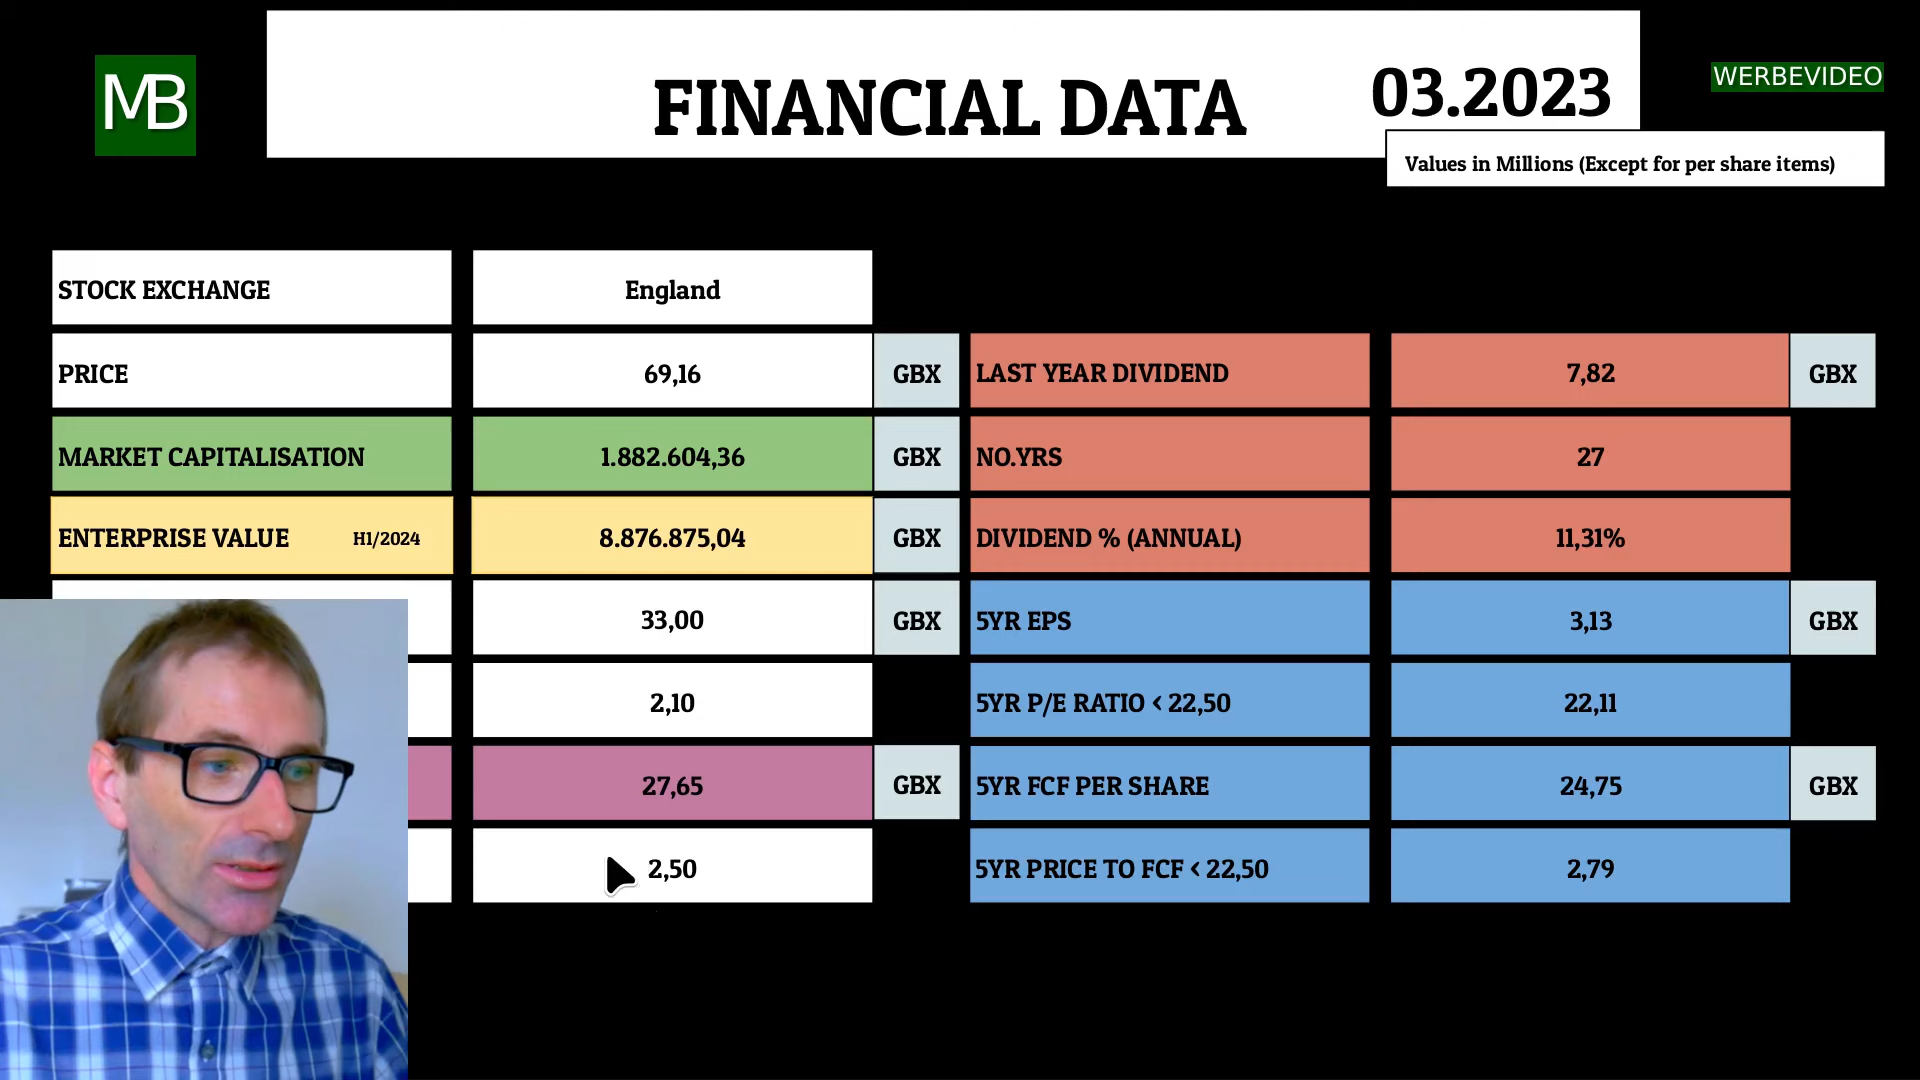 MB
FINANCIAL DATA
03.2023
WERBEVIDEO
Values in Millions (Except for per share items)
STOCK EXCHANGE England
PRICE 69,16 GBX LAST YEAR DIVIDEND 7,82 GBX
MARKET CAPITALISATION 1.882.604,36 GBX NO.YRS 27
ENTERPRISE VALUE H1/2024 8.876.875,04 GBX DIVIDEND % (ANNUAL) 11,31%
33,00 GBX 5YR EPS 3,13 GBX
2,10 5YR P/E RATIO < 22,50 22,11
27,65 GBX 5YR FCF PER SHARE 24,75 GBX
2,50 5YR PRICE TO FCF < 22,50 2,79